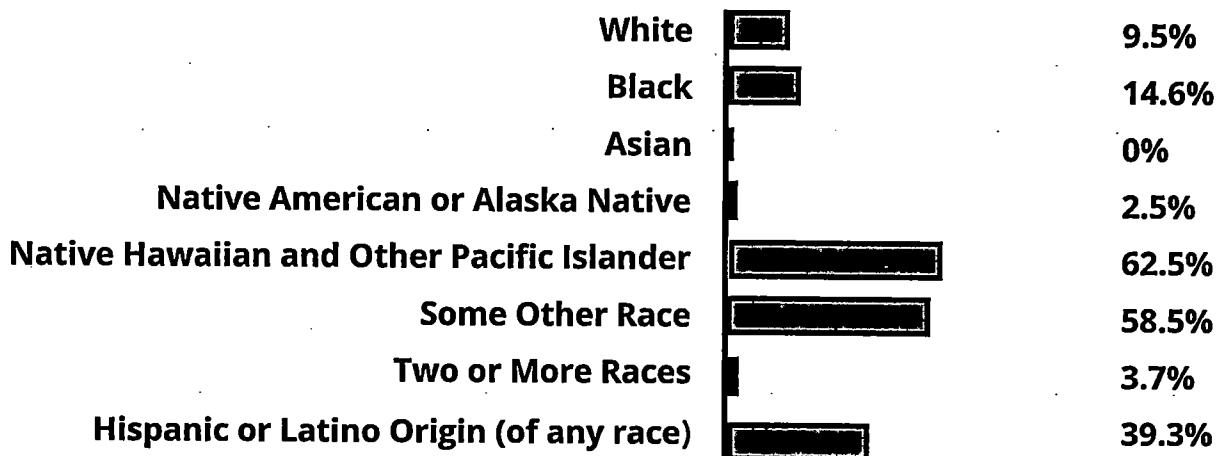 White 9.5%
Black 14.6%
Asian 0%
Native American or Alaska Native 2.5%
Native Hawaiian and Other Pacific Islander 62.5%
Some Other Race 58.5%
Two or More Races 3.7%
Hispanic or Latino Origin (of any race) 39.3%